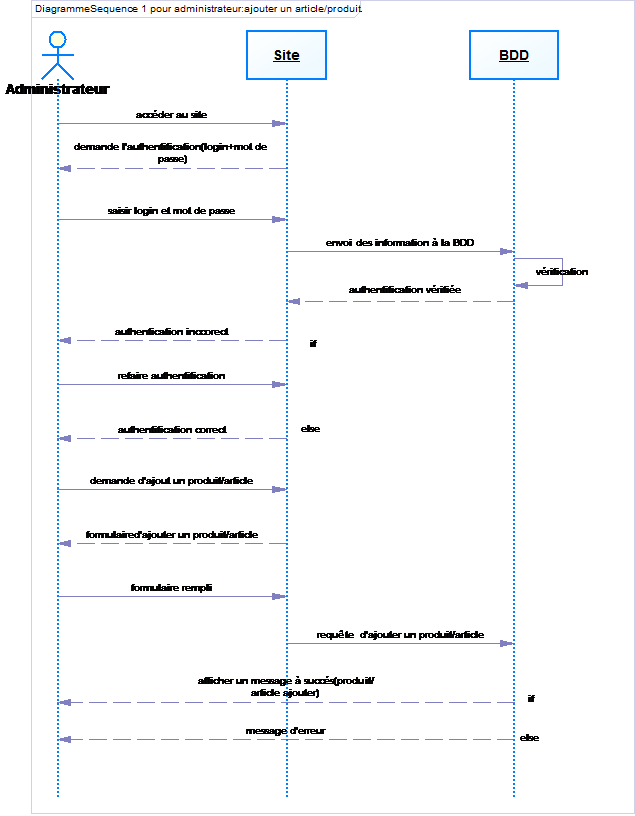 DiagrammeSequence 1 pour administrateur:ajouter un article/produit
Site
BDD
Administrateur
accéder au site
demande l'authentification(login+mot de
passe)
saisir login et mot de passe
envoi des information à la BDD
vérification
authentification vérifiée
authentification inccorect
if
refaire authentification
authentification correct
else
demande d'ajout un produit/article
formulaired'ajouter un produit/article
formulaire rempli
requête d'ajouter un produit/article
afficher un message à succés(produit/
article ajouter)
if
message d'erreur
else